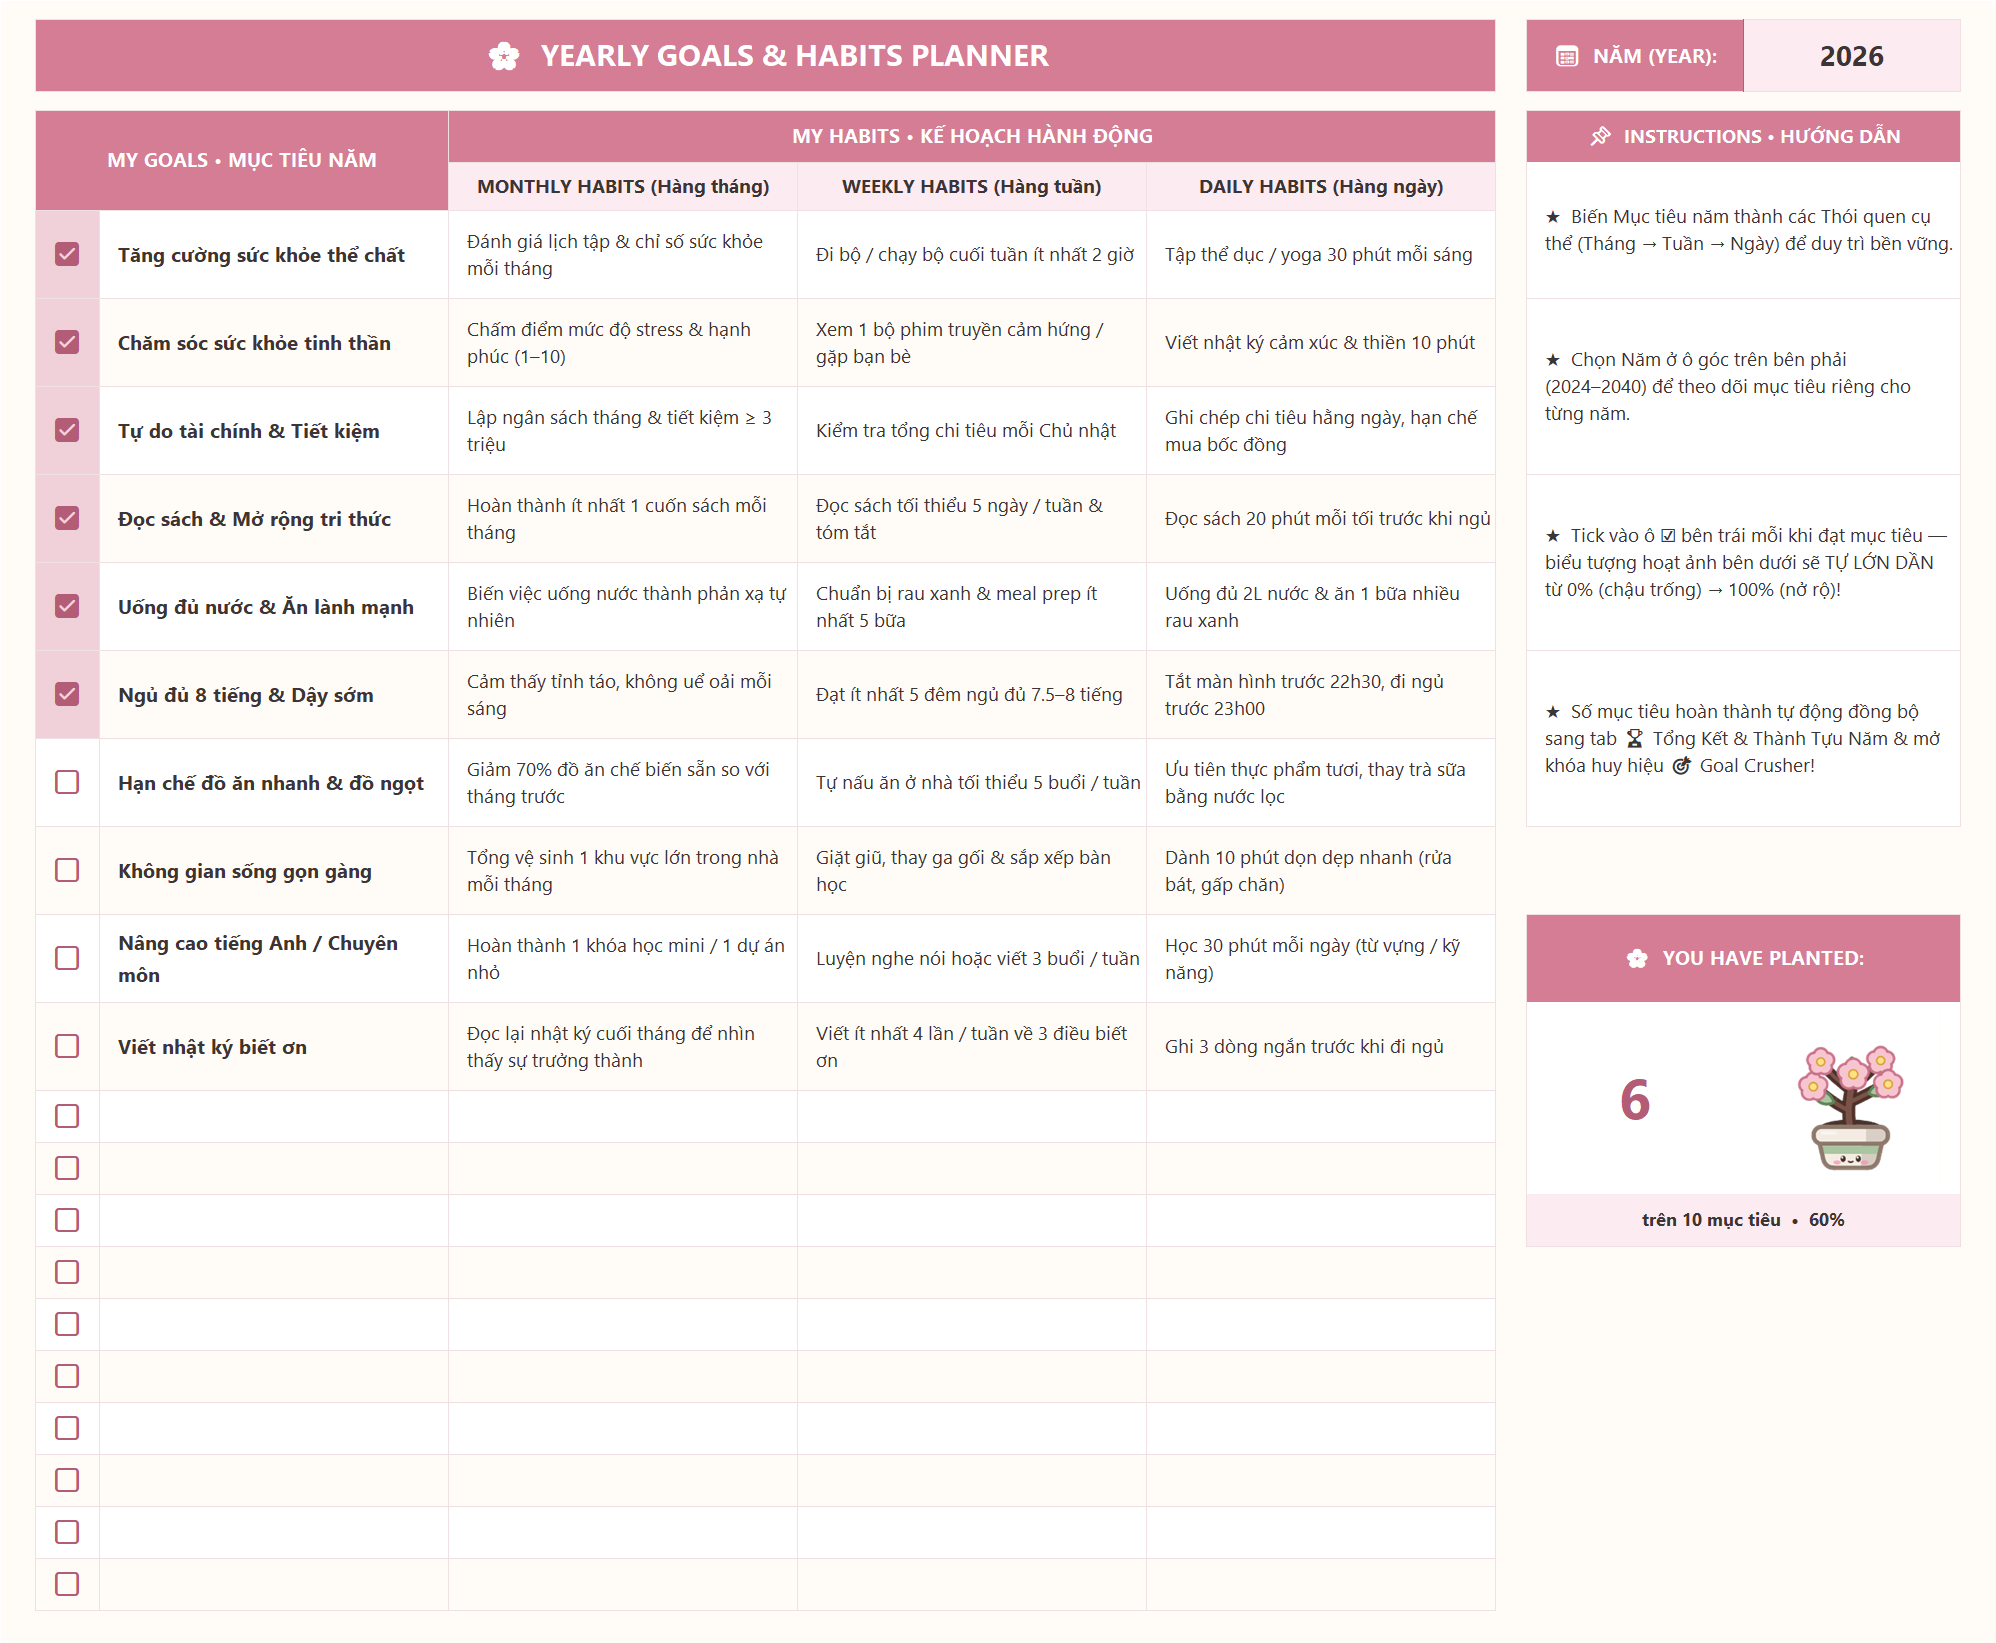 YEARLY GOALS & HABITS PLANNER
NĂM (YEAR):
2026
MY GOALS • MỤC TIÊU NĂM
MY HABITS • KẾ HOẠCH HÀNH ĐỘNG
MONTHLY HABITS (Hàng tháng)
WEEKLY HABITS (Hàng tuần)
DAILY HABITS (Hàng ngày)
Tăng cường sức khỏe thể chất
Đánh giá lịch tập & chỉ số sức khỏe
mỗi tháng
Đi bộ / chạy bộ cuối tuần ít nhất 2 giờ
Tập thể dục / yoga 30 phút mỗi sáng
Chăm sóc sức khỏe tinh thần
Chấm điểm mức độ stress & hạnh
phúc (1–10)
Xem 1 bộ phim truyền cảm hứng /
gặp bạn bè
Viết nhật ký cảm xúc & thiền 10 phút
Tự do tài chính & Tiết kiệm
Lập ngân sách tháng & tiết kiệm ≥ 3
triệu
Kiểm tra tổng chi tiêu mỗi Chủ nhật
Ghi chép chi tiêu hằng ngày, hạn chế
mua bốc đồng
Đọc sách & Mở rộng tri thức
Hoàn thành ít nhất 1 cuốn sách mỗi
tháng
Đọc sách tối thiểu 5 ngày / tuần &
tóm tắt
Đọc sách 20 phút mỗi tối trước khi ngủ
Uống đủ nước & Ăn lành mạnh
Biến việc uống nước thành phản xạ tự
nhiên
Chuẩn bị rau xanh & meal prep ít
nhất 5 bữa
Uống đủ 2L nước & ăn 1 bữa nhiều
rau xanh
Ngủ đủ 8 tiếng & Dậy sớm
Cảm thấy tỉnh táo, không uể oải mỗi
sáng
Đạt ít nhất 5 đêm ngủ đủ 7.5–8 tiếng
Tắt màn hình trước 22h30, đi ngủ
trước 23h00
Hạn chế đồ ăn nhanh & đồ ngọt
Giảm 70% đồ ăn chế biến sẵn so với
tháng trước
Tự nấu ăn ở nhà tối thiểu 5 buổi / tuần
Ưu tiên thực phẩm tươi, thay trà sữa
bằng nước lọc
Không gian sống gọn gàng
Tổng vệ sinh 1 khu vực lớn trong nhà
mỗi tháng
Giặt giũ, thay ga gối & sắp xếp bàn
học
Dành 10 phút dọn dẹp nhanh (rửa
bát, gấp chăn)
Nâng cao tiếng Anh / Chuyên
môn
Hoàn thành 1 khóa học mini / 1 dự án
nhỏ
Luyện nghe nói hoặc viết 3 buổi / tuần
Học 30 phút mỗi ngày (từ vựng / kỹ
năng)
Viết nhật ký biết ơn
Đọc lại nhật ký cuối tháng để nhìn
thấy sự trưởng thành
Viết ít nhất 4 lần / tuần về 3 điều biết
ơn
Ghi 3 dòng ngắn trước khi đi ngủ
INSTRUCTIONS • HƯỚNG DẪN
★ Biến Mục tiêu năm thành các Thói quen cụ
thể (Tháng → Tuần → Ngày) để duy trì bền vững.
★ Chọn Năm ở ô góc trên bên phải
(2024–2040) để theo dõi mục tiêu riêng cho
từng năm.
★ Tick vào ô ☑ bên trái mỗi khi đạt mục tiêu —
biểu tượng hoạt ảnh bên dưới sẽ TỰ LỚN DẦN
từ 0% (chậu trống) → 100% (nở rộ)!
★ Số mục tiêu hoàn thành tự động đồng bộ
sang tab 🏆 Tổng Kết & Thành Tựu Năm & mở
khóa huy hiệu 🎯 Goal Crusher!
YOU HAVE PLANTED:
6
trên 10 mục tiêu • 60%